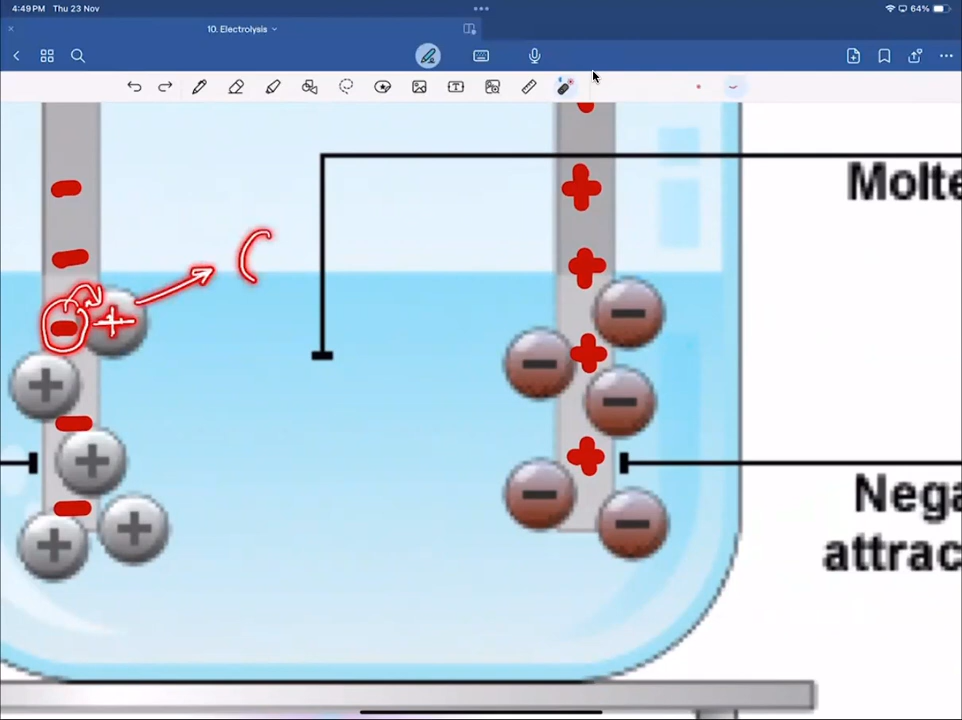 4:49 PM Thu 23 Nov
64%
10. Electrolysis
Molte
Nega
attrac